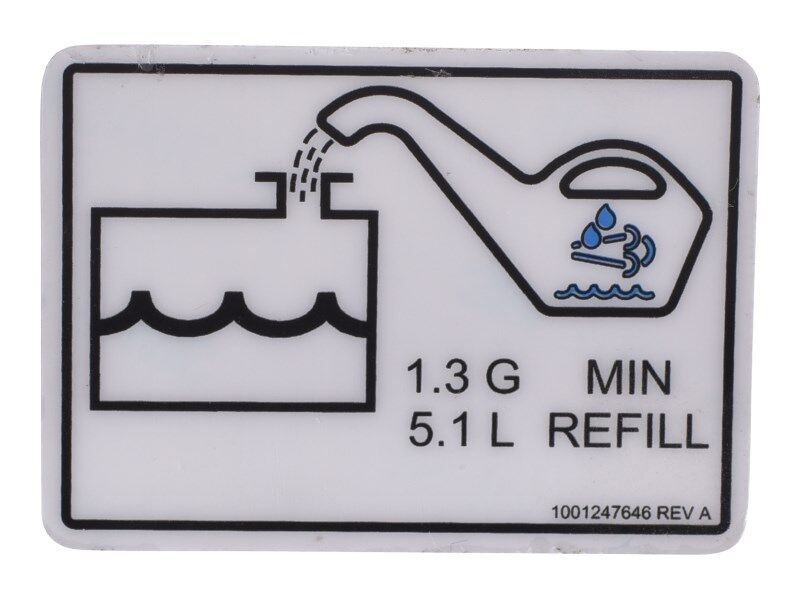 1.3 G MIN
5.1 L REFILL
1001247646 REV A